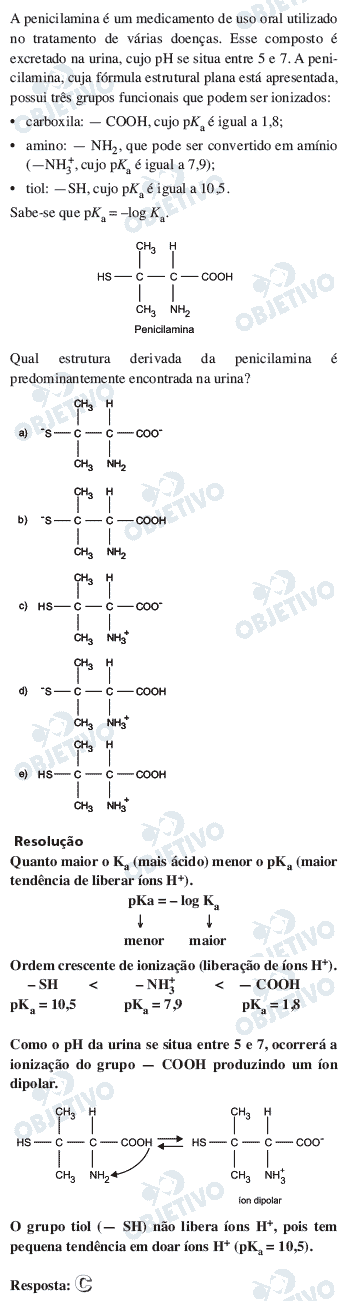 A penicilamina é um medicamento de uso oral utilizado
no tratamento de várias doenças. Esse composto é
excretado na urina, cujo pH se situa entre 5 e 7. A peni-
cilamina, cuja fórmula estrutural plana está apresentada,
possui três grupos funcionais que podem ser ionizados:
• carboxila: — COOH, cujo pKa é igual a 1,8;
• amino: — NH2, que pode ser convertido em amínio
(—NH3+, cujo pKa é igual a 7,9);
• tiol: —SH, cujo pKa é igual a 10,5.
Sabe-se que pKa = –log Ka.
CH3 H
HS — C — C — COOH
CH3 NH2
Penicilamina
Qual estrutura derivada da penicilamina é
predominantemente encontrada na urina?
CH3 H
a) -S — C — C — COO-
CH3 NH2
CH3 H
b) -S — C — C — COOH
CH3 NH2
CH3 H
c) HS — C — C — COO-
CH3 NH3+
CH3 H
d) -S — C — C — COOH
CH3 NH3+
CH3 H
e) HS — C — C — COOH
CH3 NH3+
Resolução
Quanto maior o Ka (mais ácido) menor o pKa (maior
tendência de liberar íons H+).
pKa = – log Ka
↓ ↓
menor maior
Ordem crescente de ionização (liberação de íons H+).
– SH < – NH3+ < — COOH
pKa = 10,5 pKa = 7,9 pKa = 1,8
Como o pH da urina se situa entre 5 e 7, ocorrerá a
ionização do grupo — COOH produzindo um íon
dipolar.
CH3 H CH3 H
HS — C — C — COOH ⇌ HS — C — C — COO-
CH3 NH2 CH3 NH3+
íon dipolar
O grupo tiol (— SH) não libera íons H+, pois tem
pequena tendência em doar íons H+ (pKa = 10,5).
Resposta: C
OBJETIVO